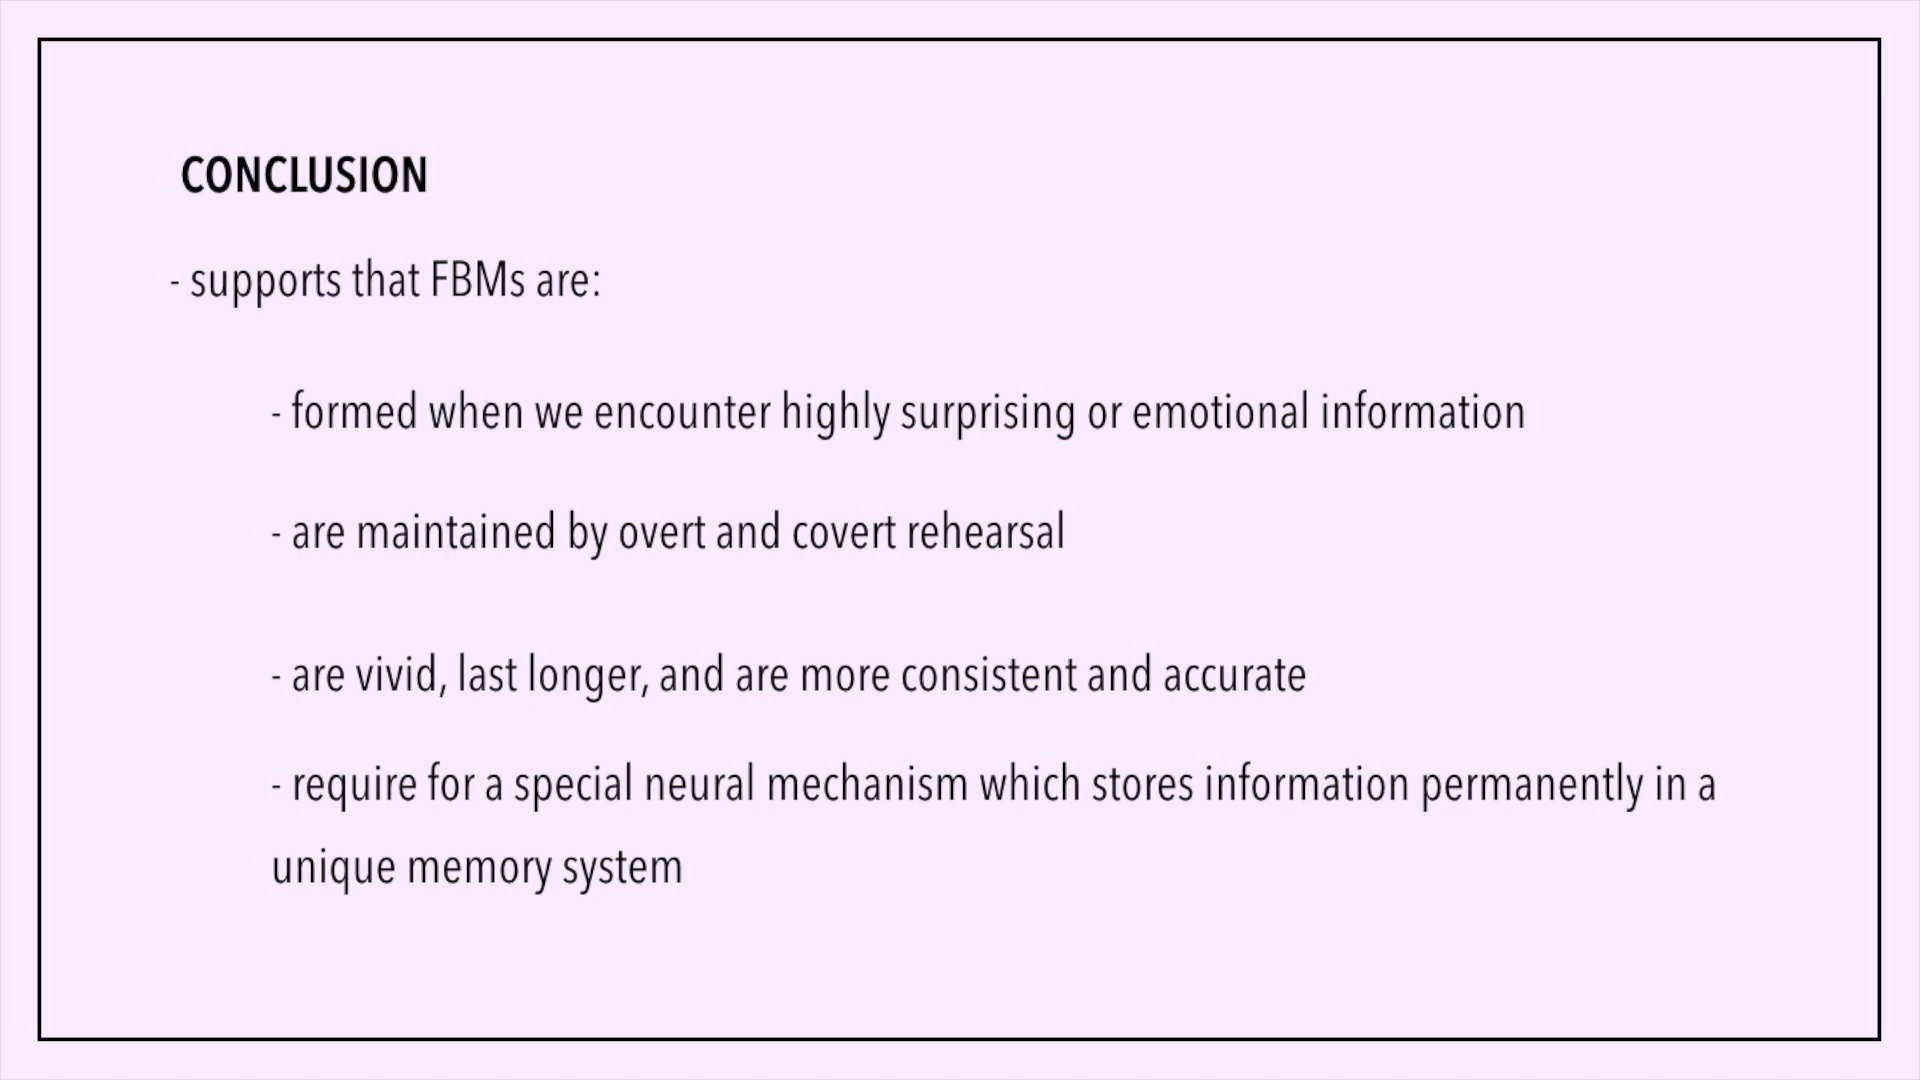 CONCLUSION
- supports that FBMs are:
- formed when we encounter highly surprising or emotional information
- are maintained by overt and covert rehearsal
- are vivid, last longer, and are more consistent and accurate
- require for a special neural mechanism which stores information permanently in a
unique memory system